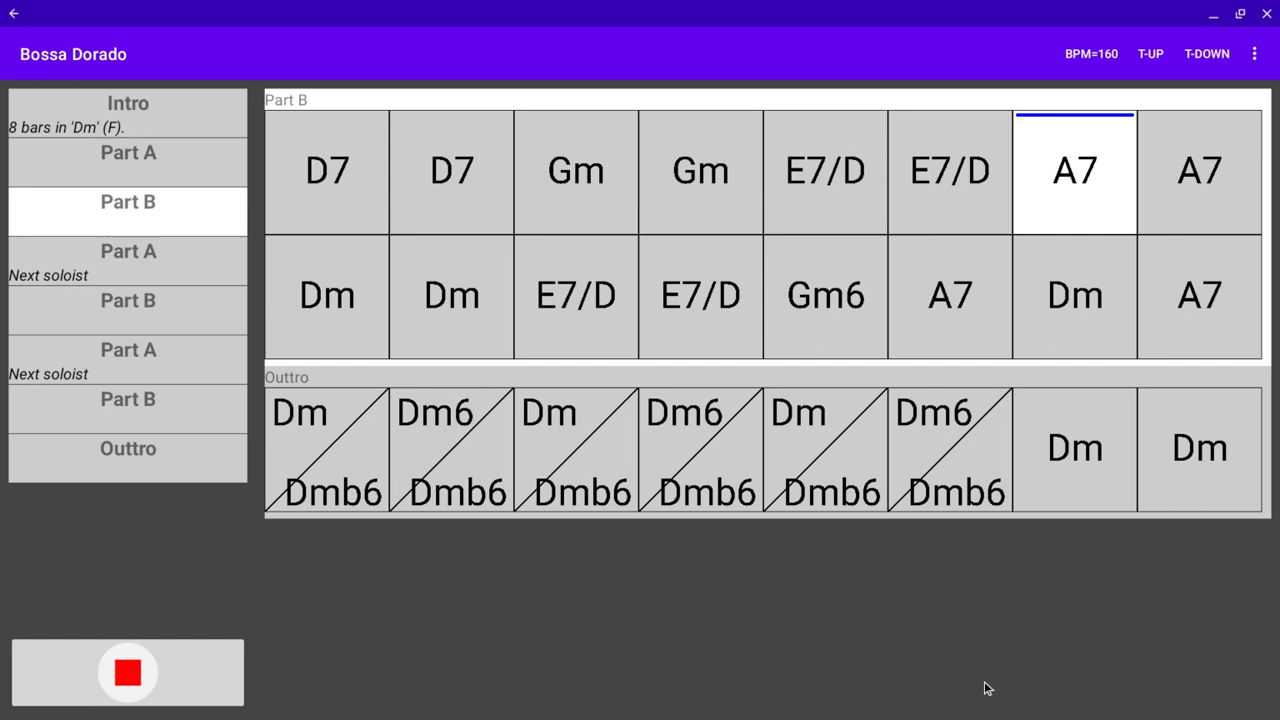 Bossa Dorado
BPM=160 T-UP T-DOWN
Intro
8 bars in 'Dm' (F).
Part A
Part B
Part A
Next soloist
Part B
Part A
Next soloist
Part B
Outtro
Part B
D7 D7 Gm Gm E7/D E7/D A7 A7
Dm Dm E7/D E7/D Gm6 A7 Dm A7
Outtro
Dm Dm6 Dm Dm6 Dm Dm6
Dm Dm
Dmb6 Dmb6 Dmb6 Dmb6 Dmb6 Dmb6